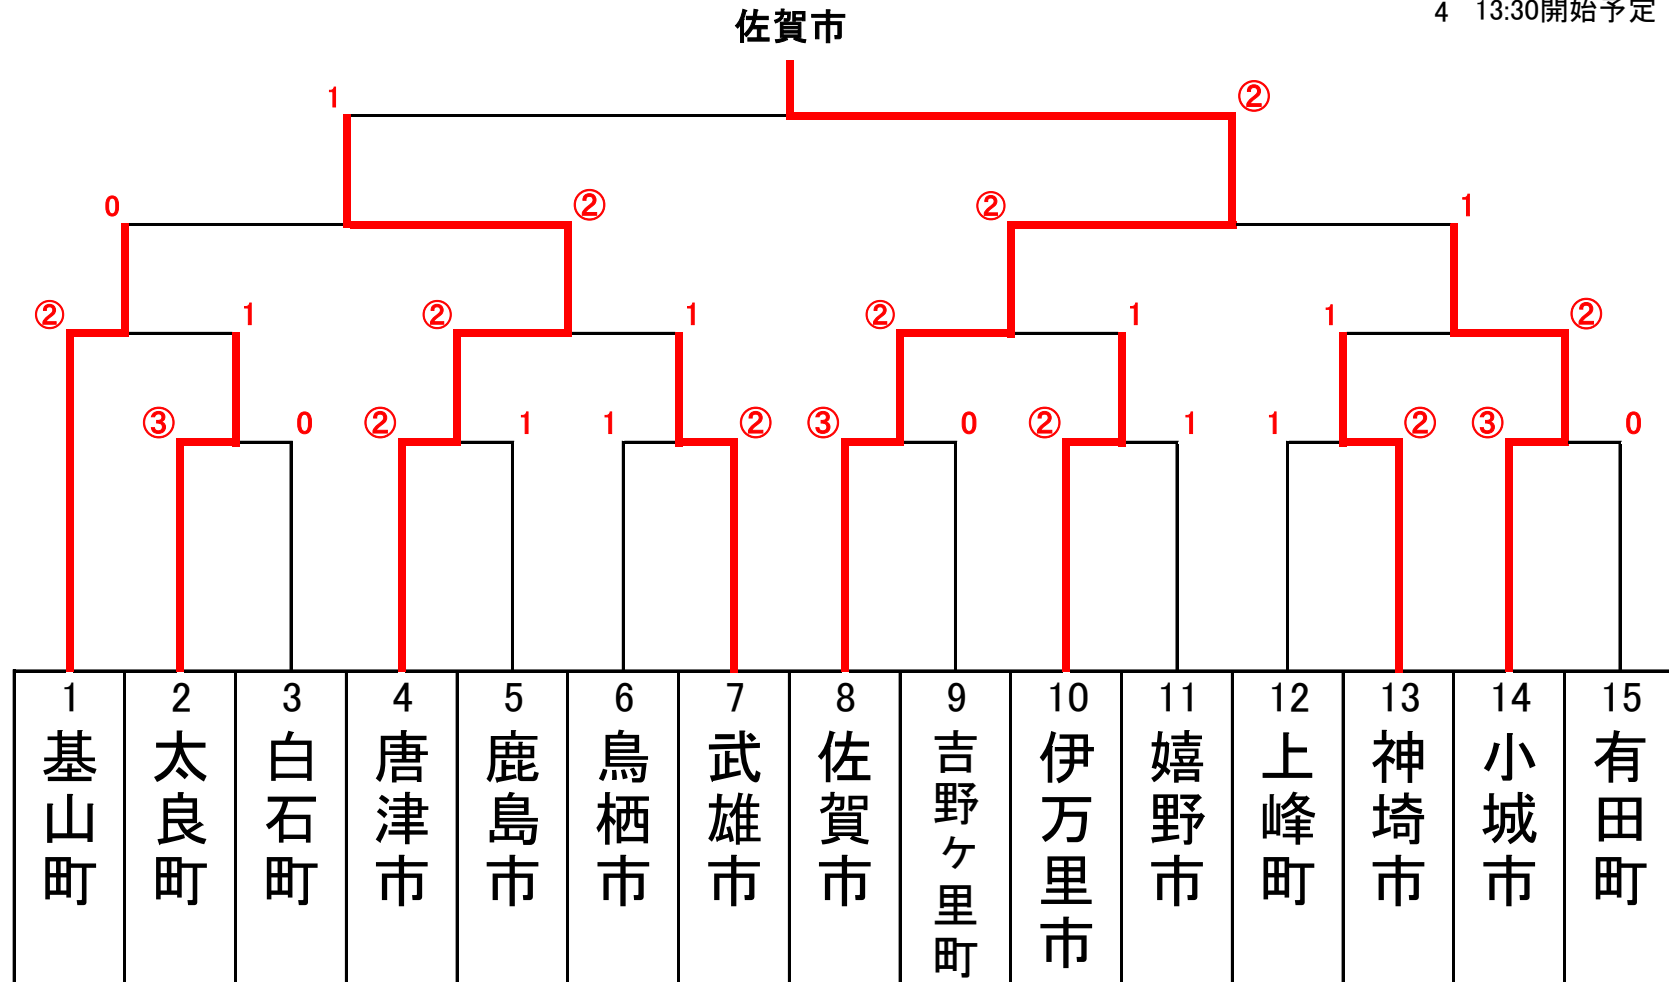 4 13:30開始予定
佐賀市
1 ②
0 ② ② 1
② 1 ② 1 ② 1 1 ②
③ 0 ② 1 1 ② ③ 0 ② 1 1 ② ③ 0
1 2 3 4 5 6 7 8 9 10 11 12 13 14 15
基山町
太良町
白石町
唐津市
鹿島市
鳥栖市
武雄市
佐賀市
吉野ヶ里町
伊万里市
嬉野市
上峰町
神埼市
小城市
有田町